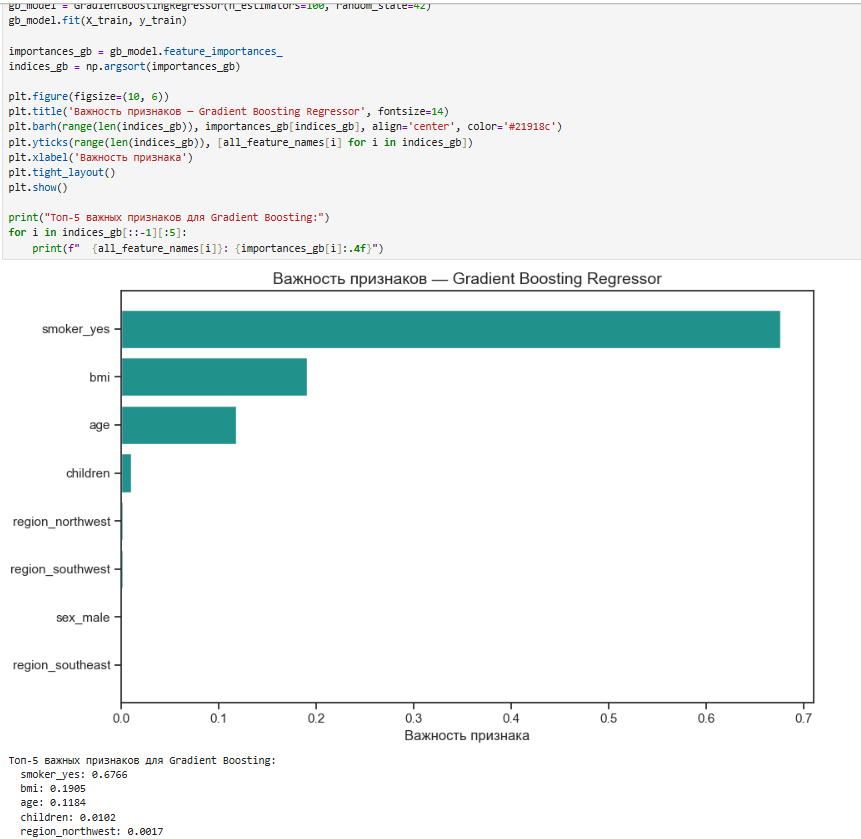 gb_model = GradientBoostingRegressor(n_estimators=100, random_state=42)
gb_model.fit(X_train, y_train)
importances_gb = gb_model.feature_importances_
indices_gb = np.argsort(importances_gb)
plt.figure(figsize=(10, 6))
plt.title('Важность признаков — Gradient Boosting Regressor', fontsize=14)
plt.barh(range(len(indices_gb)), importances_gb[indices_gb], align='center', color='#21918c')
plt.yticks(range(len(indices_gb)), [all_feature_names[i] for i in indices_gb])
plt.xlabel('Важность признака')
plt.tight_layout()
plt.show()
print("Топ-5 важных признаков для Gradient Boosting:")
for i in indices_gb[::-1][:5]:
    print(f"  {all_feature_names[i]}: {importances_gb[i]:.4f}")
Важность признаков — Gradient Boosting Regressor
smoker_yes
bmi
age
children
region_northwest
region_southwest
sex_male
region_southeast
0.0 0.1 0.2 0.3 0.4 0.5 0.6 0.7
Важность признака
Топ-5 важных признаков для Gradient Boosting:
  smoker_yes: 0.6766
  bmi: 0.1905
  age: 0.1184
  children: 0.0102
  region_northwest: 0.0017